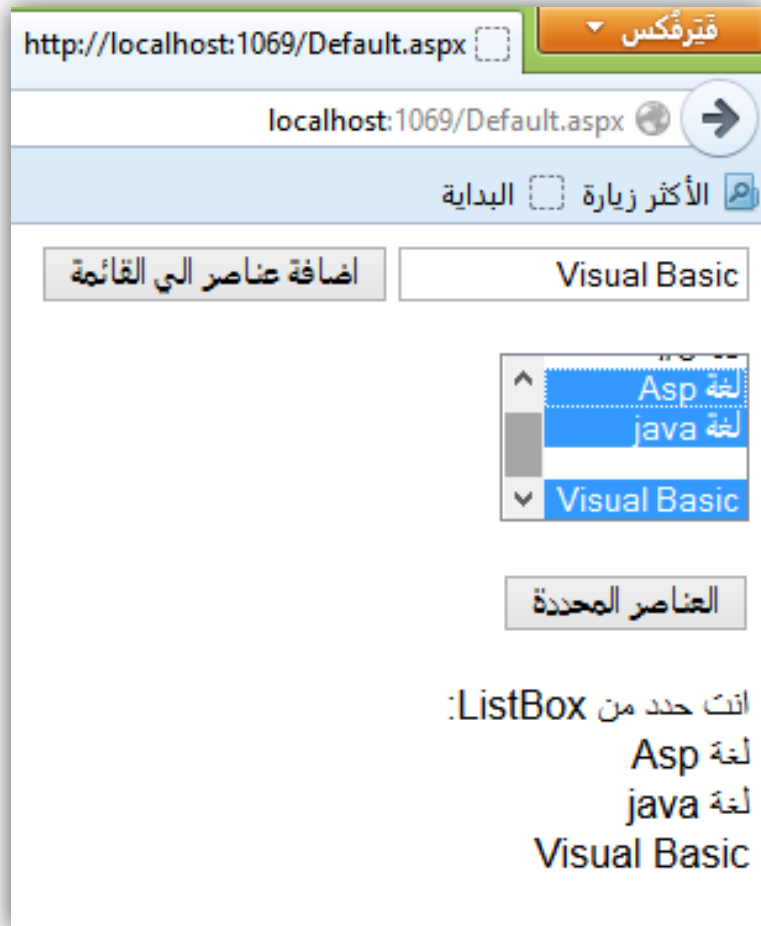 فَيَرفُكس
http://localhost:1069/Default.aspx
localhost:1069/Default.aspx
الأكثر زيارة البداية
Visual Basic اضافة عناصر الي القائمة
لغة Asp
لغة java
Visual Basic
العناصر المحددة
انت حدد من ListBox:
لغة Asp
لغة java
Visual Basic